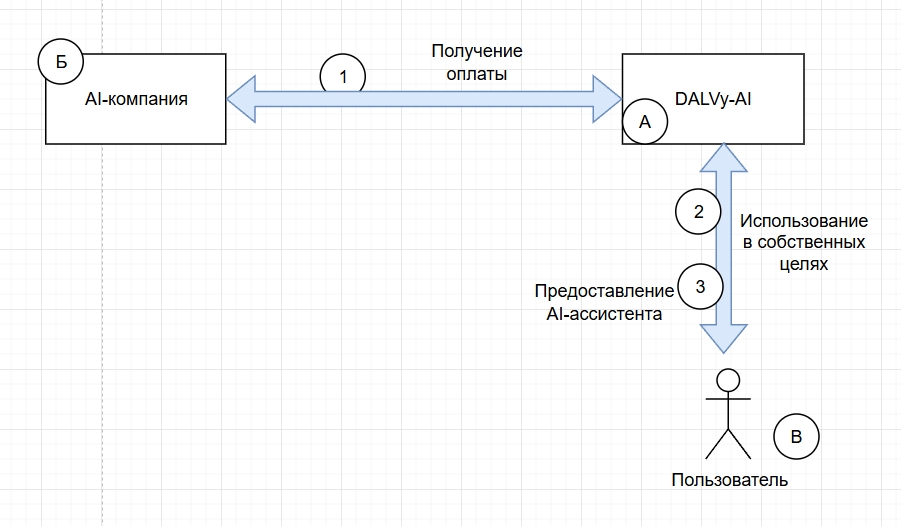 Б
AI-компания
1
Получение
оплаты
DALVy-AI
А
2
Использование
в собственных
целях
3
Предоставление
AI-ассистента
В
Пользователь